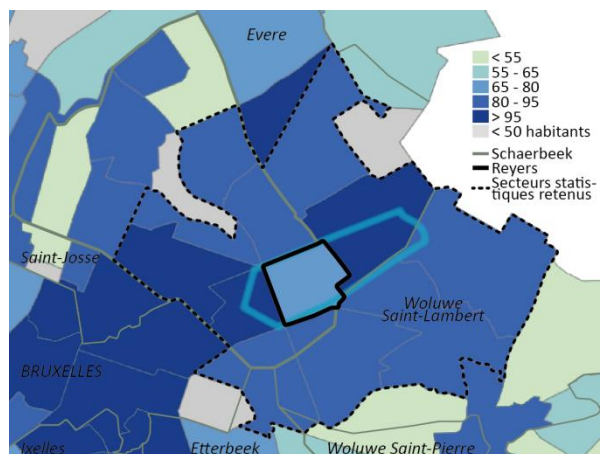 Evere
< 55
55 - 65
65 - 80
80 - 95
> 95
< 50 habitants
Schaerbeek
Reyers
Secteurs statis-
tiques retenus
Saint-Josse
Woluwe
Saint-Lambert
BRUXELLES
Ixelles
Etterbeek
Woluwe Saint-Pierre